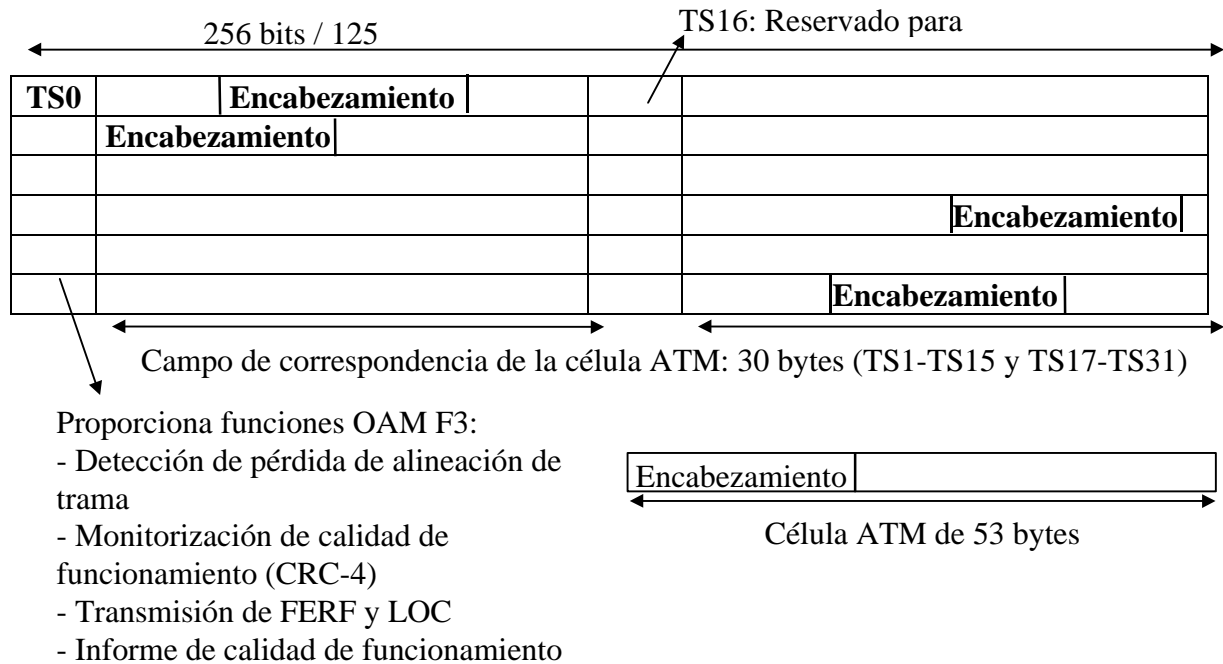 256 bits / 125
TS16: Reservado para
TS0
Encabezamiento
Encabezamiento
Encabezamiento
Encabezamiento
Campo de correspondencia de la célula ATM: 30 bytes (TS1-TS15 y TS17-TS31)
Proporciona funciones OAM F3:
- Detección de pérdida de alineación de
trama
- Monitorización de calidad de
funcionamiento (CRC-4)
- Transmisión de FERF y LOC
- Informe de calidad de funcionamiento
Encabezamiento
Célula ATM de 53 bytes